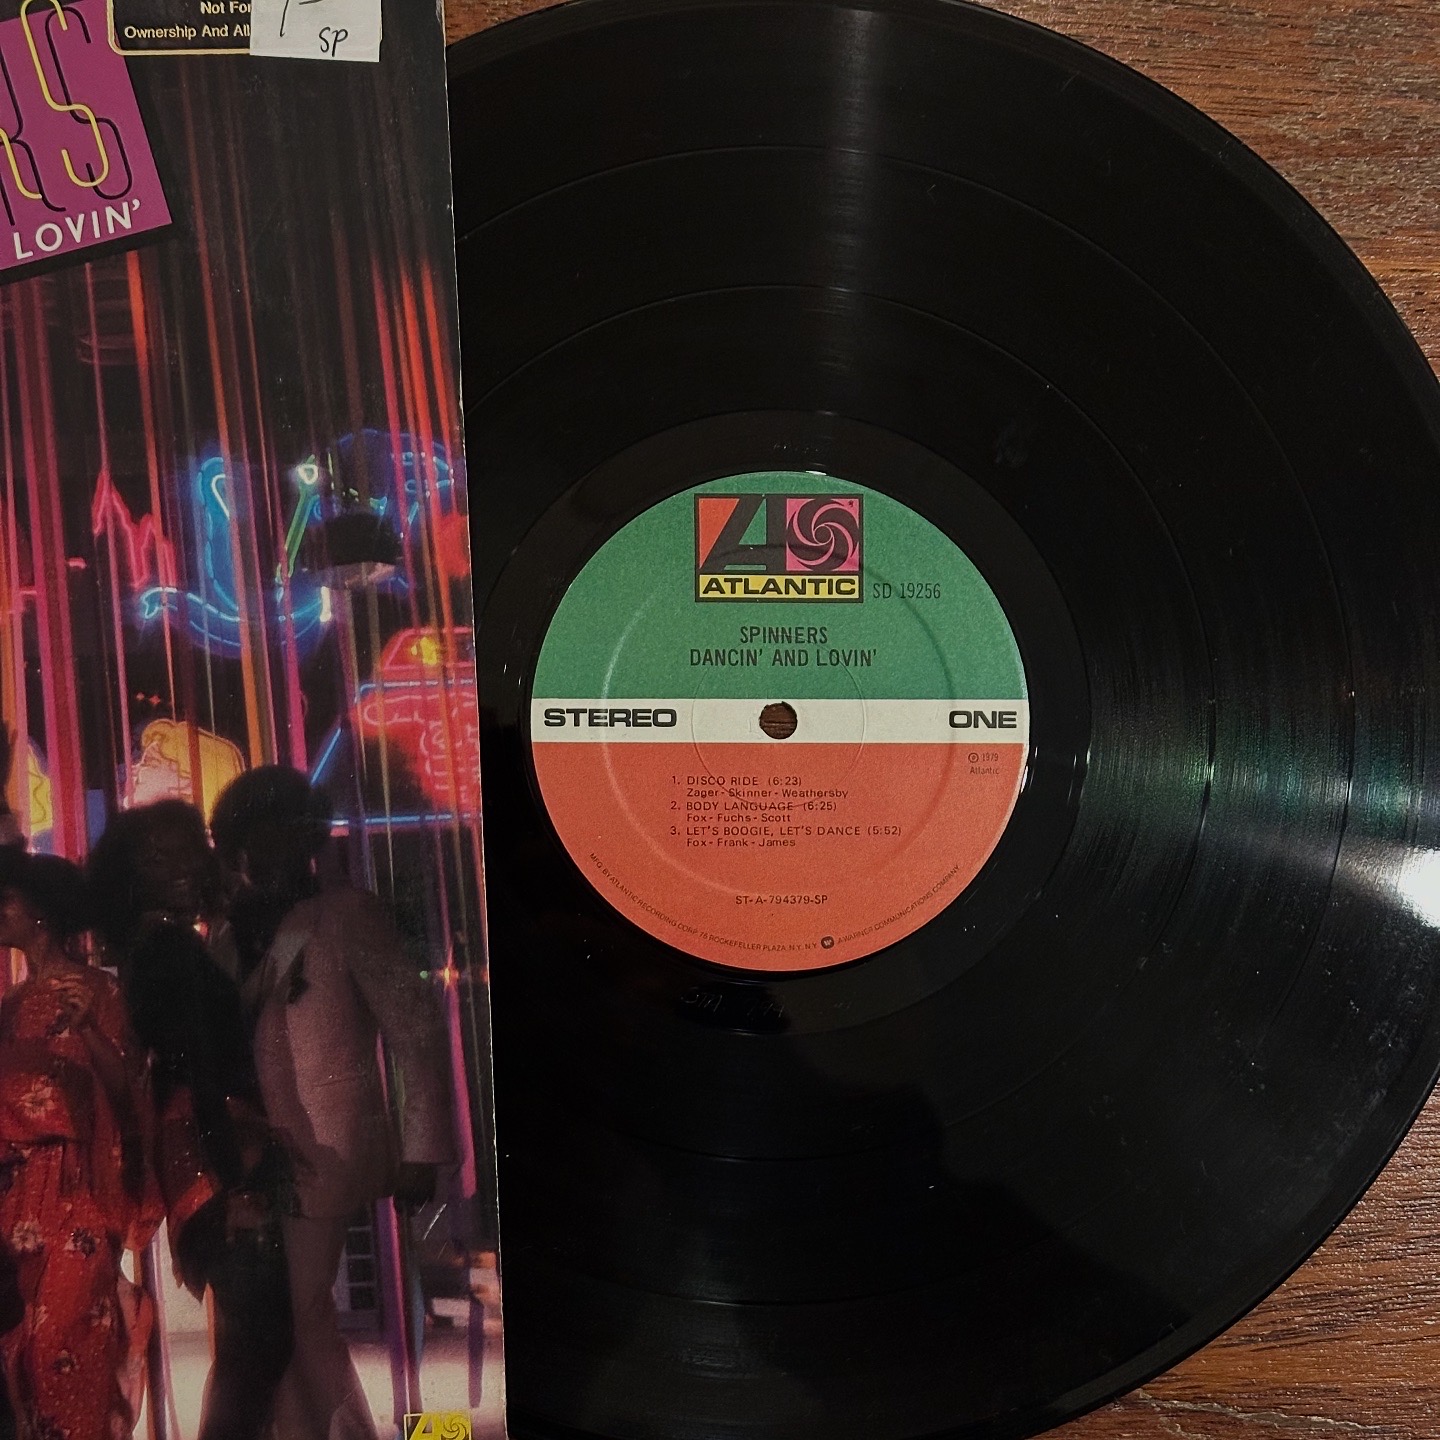 Not For
Ownership And All
SP
RS
LOVIN'
ATLANTIC
SD 19256
SPINNERS
DANCIN' AND LOVIN'
STEREO
ONE
℗ 1979
Atlantic
1. DISCO RIDE (6:23)
Zager - Skinner - Weathersby
2. BODY LANGUAGE (6:25)
Fox - Fuchs - Scott
3. LET'S BOOGIE, LET'S DANCE (5:52)
Fox - Frank - James
ST-A-794379-SP
MFG. BY ATLANTIC RECORDING CORP. 75 ROCKEFELLER PLAZA, N.Y. N.Y. A WARNER COMMUNICATIONS COMPANY